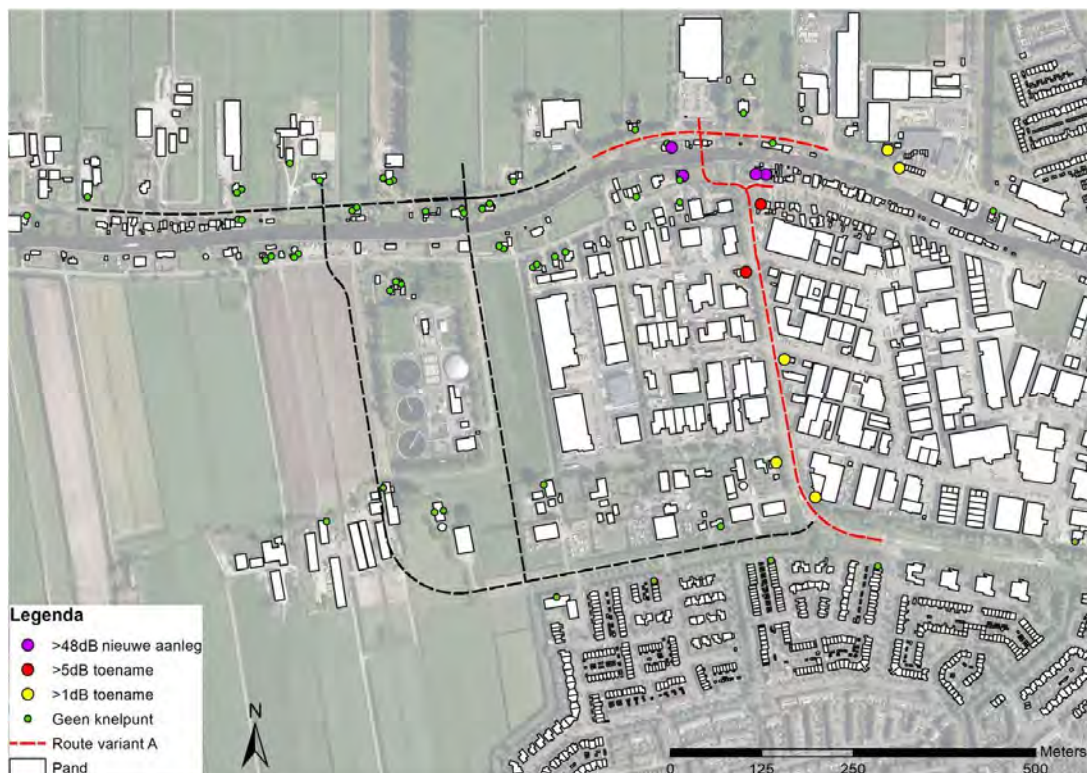 Legenda
>48dB nieuwe aanleg
>5dB toename
>1dB toename
Geen knelpunt
Route variant A
Pand
N
Meters
0 125 250 500